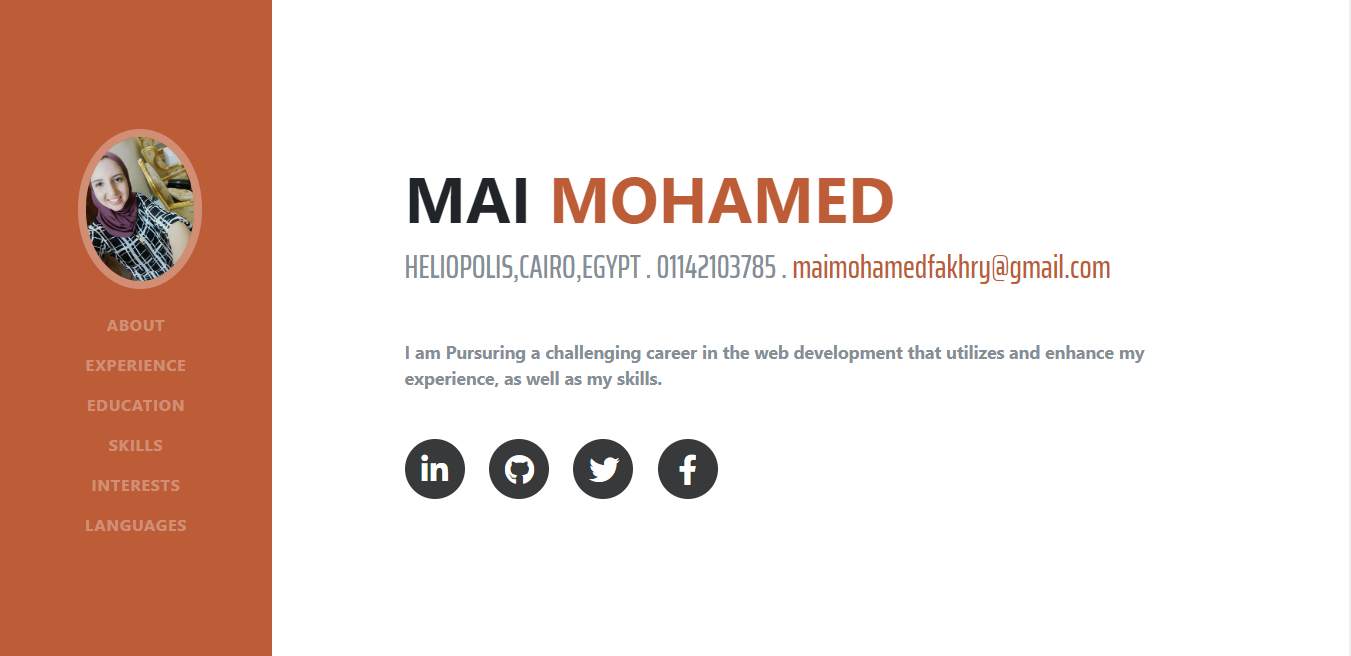 ABOUT
EXPERIENCE
EDUCATION
SKILLS
INTERESTS
LANGUAGES
MAI MOHAMED
HELIOPOLIS,CAIRO,EGYPT . 01142103785 . maimohamedfakhry@gmail.com
I am Pursuring a challenging career in the web development that utilizes and enhance my
experience, as well as my skills.
in